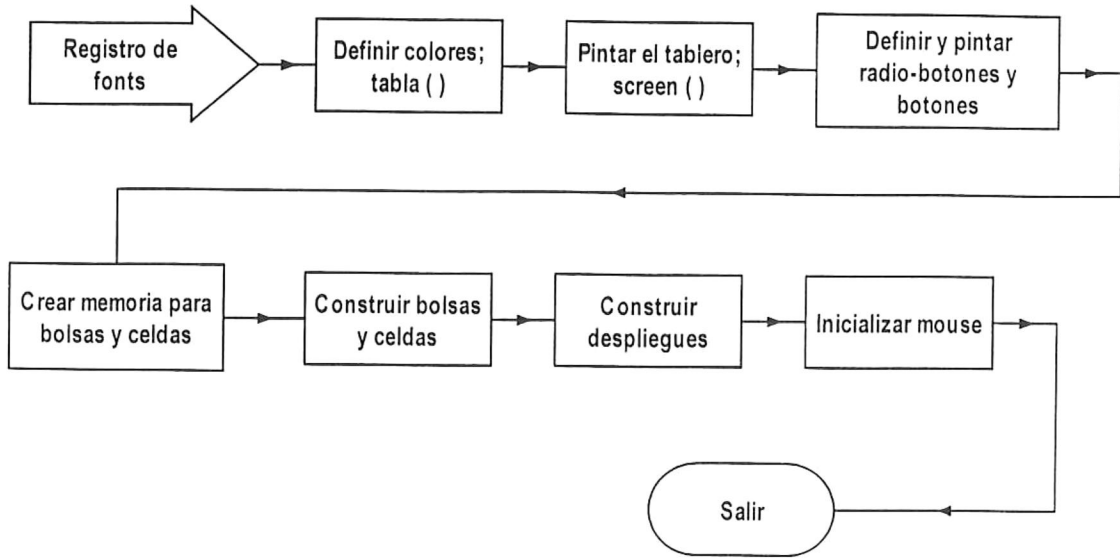 Registro de
fonts
Definir colores;
tabla ( )
Pintar el tabiero;
screen ( )
Definir y pintar
radio-botones y
botones
Crear memoria para
bolsas y celdas
Construir bolsas
y celdas
Construir
despliegues
Inicializar mouse
Salir